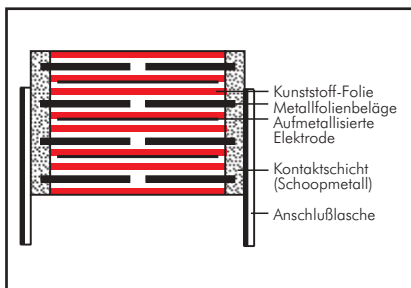 Kunststoff-Folie
Metallfolienbeläge
Aufmetallisierte
Elektrode
Kontaktschicht
(Schoopmetall)
Anschlußlasche